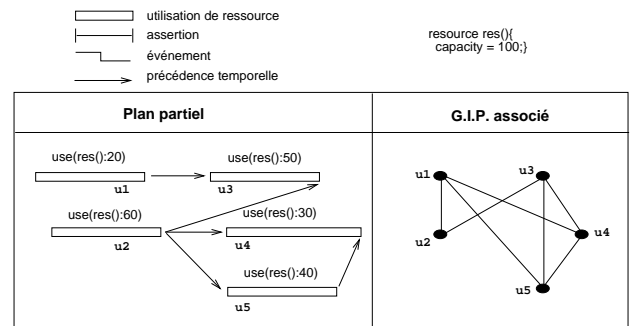 utilisation de ressource
assertion
événement
précédence temporelle
resource res(){
capacity = 100;}
Plan partiel
G.I.P. associé
use(res():20)
u1
use(res():50)
u3
use(res():60)
u2
use(res():30)
u4
use(res():40)
u5
u1
u3
u2
u4
u5